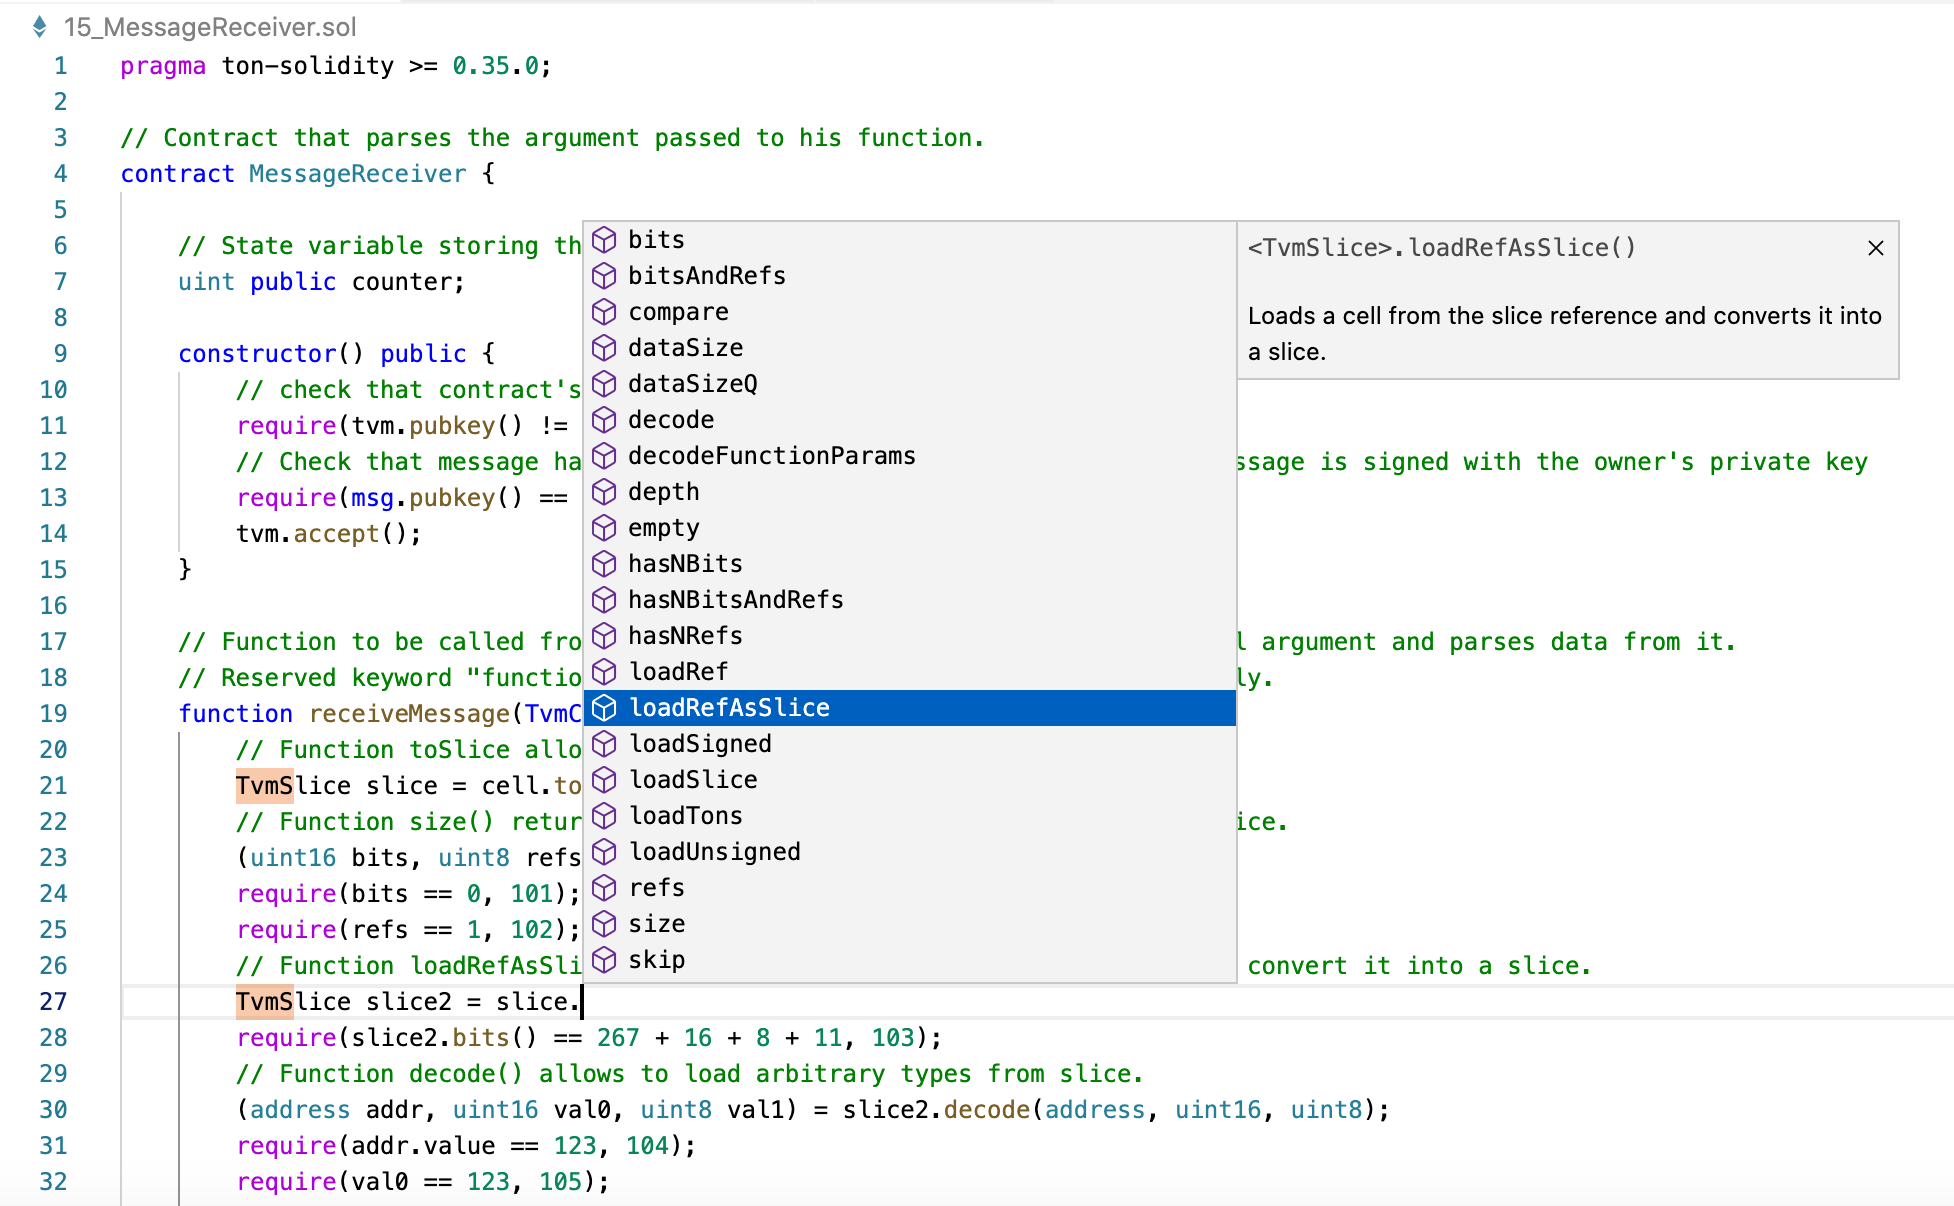 15_MessageReceiver.sol
1 pragma ton-solidity >= 0.35.0;
2
3 // Contract that parses the argument passed to his function.
4 contract MessageReceiver {
5
6 // State variable storing th
7 uint public counter;
8
9 constructor() public {
10 // check that contract's
11 require(tvm.pubkey() !=
12 // Check that message ha ssage is signed with the owner's private key
13 require(msg.pubkey() ==
14 tvm.accept();
15 }
16
17 // Function to be called fro l argument and parses data from it.
18 // Reserved keyword "functio ly.
19 function receiveMessage(TvmC
20 // Function toSlice allo
21 TvmSlice slice = cell.to
22 // Function size() retur ice.
23 (uint16 bits, uint8 refs
24 require(bits == 0, 101);
25 require(refs == 1, 102);
26 // Function loadRefAsSli convert it into a slice.
27 TvmSlice slice2 = slice.
28 require(slice2.bits() == 267 + 16 + 8 + 11, 103);
29 // Function decode() allows to load arbitrary types from slice.
30 (address addr, uint16 val0, uint8 val1) = slice2.decode(address, uint16, uint8);
31 require(addr.value == 123, 104);
32 require(val0 == 123, 105);
bits
bitsAndRefs
compare
dataSize
dataSizeQ
decode
decodeFunctionParams
depth
empty
hasNBits
hasNBitsAndRefs
hasNRefs
loadRef
loadRefAsSlice
loadSigned
loadSlice
loadTons
loadUnsigned
refs
size
skip
<TvmSlice>.loadRefAsSlice()
Loads a cell from the slice reference and converts it into
a slice.